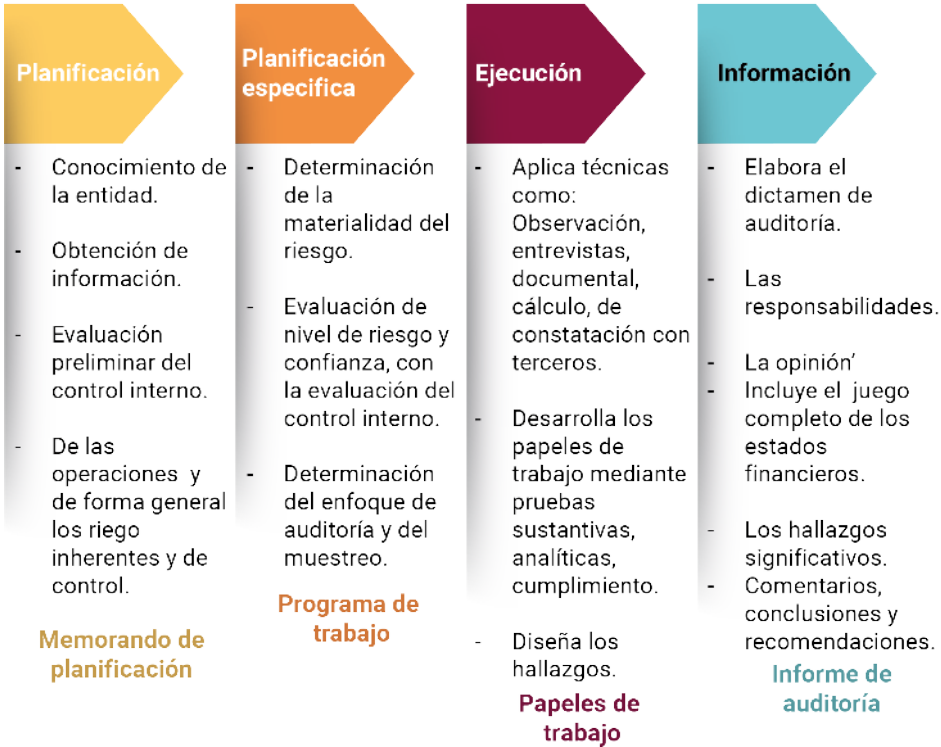 Planificación
- Conocimiento de
la entidad.
- Obtención de
información.
- Evaluación
preliminar del
control interno.
- De las
operaciones y
de forma general
los riego
inherentes y de
control.
Memorando de
planificación
Planificación
especifica
- Determinación
de la
materialidad del
riesgo.
- Evaluación de
nivel de riesgo y
confianza, con
la evaluación del
control interno.
- Determinación
del enfoque de
auditoría y del
muestreo.
Programa de
trabajo
Ejecución
- Aplica técnicas
como:
Observación,
entrevistas,
documental,
cálculo, de
constatación con
terceros.
- Desarrolla los
papeles de
trabajo mediante
pruebas
sustantivas,
analíticas,
cumplimiento.
- Diseña los
hallazgos.
Papeles de
trabajo
Información
- Elabora el
dictamen de
auditoría.
- Las
responsabilidades.
- La opinión’
- Incluye el juego
completo de los
estados
financieros.
- Los hallazgos
significativos.
- Comentarios,
conclusiones y
recomendaciones.
Informe de
auditoría